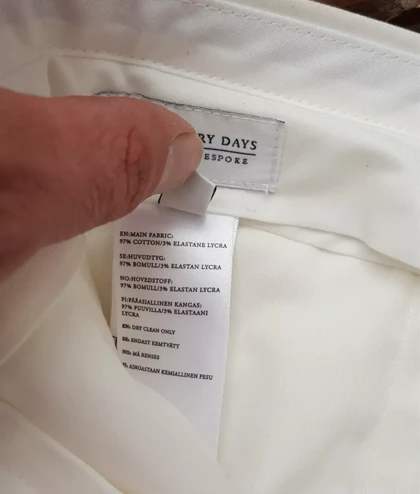 RY DAYS
ESPOKE
EN:MAIN FABRIC:
97% COTTON/3% ELASTANE LYCRA
SE:HUVUDTYG:
97% BOMULL/3% ELASTAN LYCRA
NO:HOVEDSTOFF:
97% BOMULL/3% ELASTAN LYCRA
FI:PÄÄASIALLINEN KANGAS:
97% PUUVILLA/3% ELASTAANI
LYCRA
EN: DRY CLEAN ONLY
SE: ENDAST KEMTVÄTT
NO: MÅ RENSES
FI: AINOASTAAN KEMIALLINEN PESU